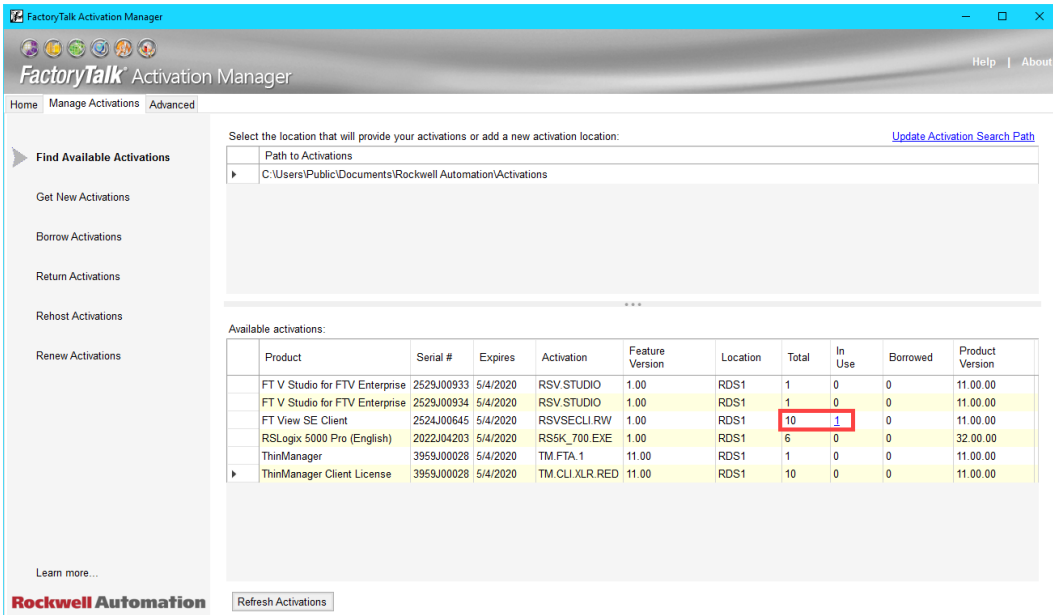 FactoryTalk Activation Manager
FactoryTalk Activation Manager
Help | About
Home Manage Activations Advanced
Find Available Activations
Get New Activations
Borrow Activations
Return Activations
Rehost Activations
Renew Activations
Learn more...
Rockwell Automation
Select the location that will provide your activations or add a new activation location:
Update Activation Search Path
Path to Activations
C:\Users\Public\Documents\Rockwell Automation\Activations
Available activations:
Product Serial # Expires Activation Feature Version Location Total In Use Borrowed Product Version
FT V Studio for FTV Enterprise 2529J00933 5/4/2020 RSV.STUDIO 1.00 RDS1 1 0 0 11.00.00
FT V Studio for FTV Enterprise 2529J00934 5/4/2020 RSV.STUDIO 1.00 RDS1 1 0 0 11.00.00
FT View SE Client 2524J00645 5/4/2020 RSVSECLI.RW 1.00 RDS1 10 1 0 11.00.00
RSLogix 5000 Pro (English) 2022J04203 5/4/2020 RS5K_700.EXE 1.00 RDS1 6 0 0 32.00.00
ThinManager 3959J00028 5/4/2020 TM.FTA.1 11.00 RDS1 1 0 0 11.00.00
ThinManager Client License 3959J00028 5/4/2020 TM.CLI.XLR.RED 11.00 RDS1 10 0 0 11.00.00
Refresh Activations